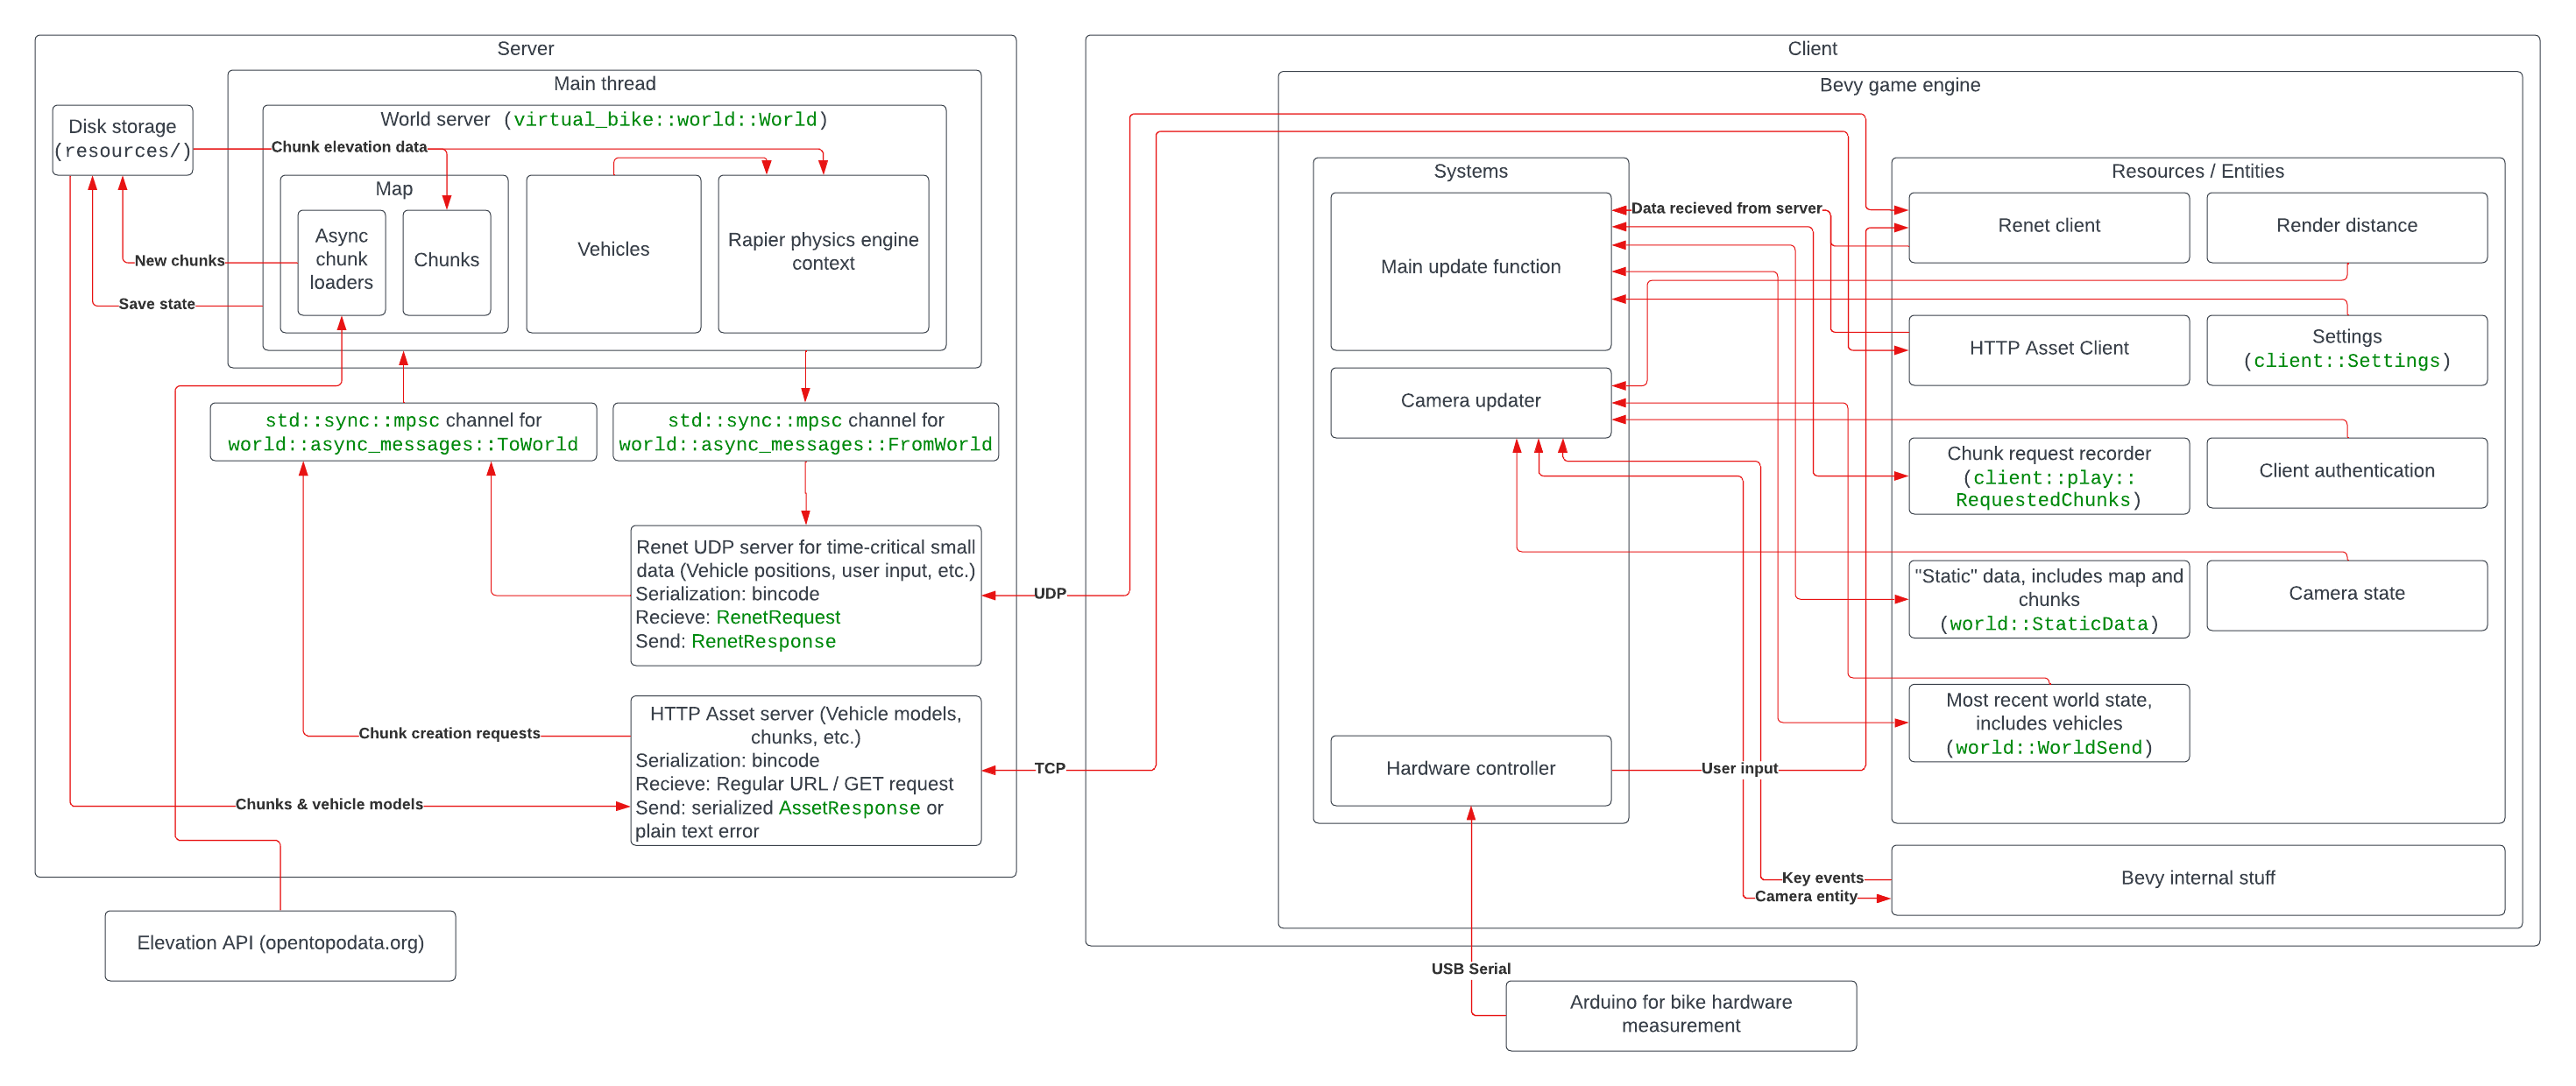 Server
Main thread
World server (virtual_bike::world::World)
Disk storage
(resources/)
Chunk elevation data
Map
Async
chunk
loaders
Chunks
Vehicles
Rapier physics engine
context
New chunks
Save state
std::sync::mpsc channel for
world::async_messages::ToWorld
std::sync::mpsc channel for
world::async_messages::FromWorld
Renet UDP server for time-critical small
data (Vehicle positions, user input, etc.)
Serialization: bincode
Recieve: RenetRequest
Send: RenetResponse
UDP
HTTP Asset server (Vehicle models,
chunks, etc.)
Serialization: bincode
Recieve: Regular URL / GET request
Send: serialized AssetResponse or
plain text error
TCP
Chunk creation requests
Chunks & vehicle models
Elevation API (opentopodata.org)
Client
Bevy game engine
Systems
Main update function
Camera updater
Hardware controller
Data recieved from server
User input
Key events
Camera entity
USB Serial
Resources / Entities
Renet client
Render distance
HTTP Asset Client
Settings
(client::Settings)
Chunk request recorder
(client::play::
RequestedChunks)
Client authentication
"Static" data, includes map and
chunks
(world::StaticData)
Camera state
Most recent world state,
includes vehicles
(world::WorldSend)
Bevy internal stuff
Arduino for bike hardware
measurement